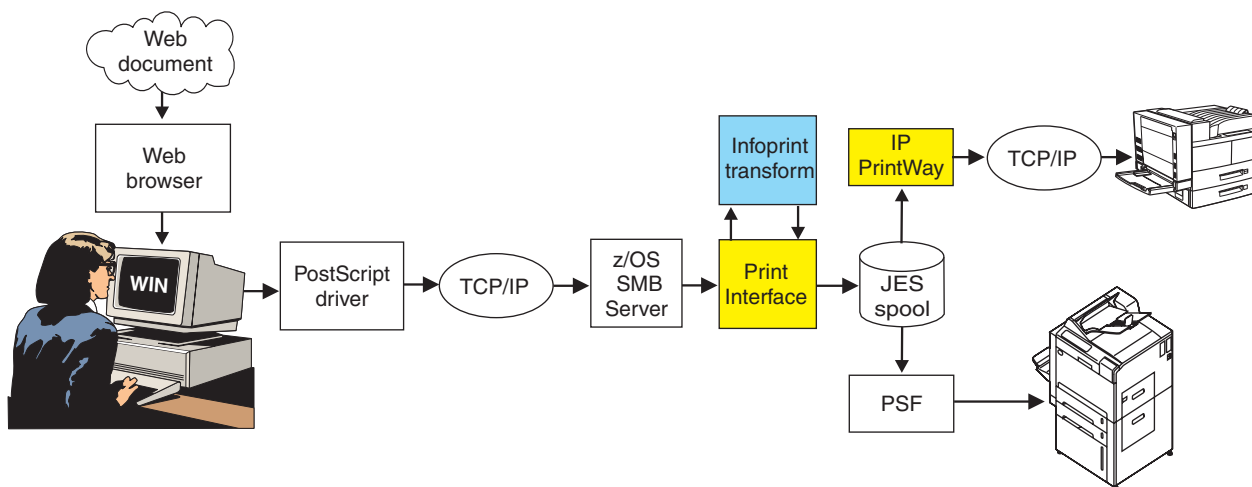 Web
document
Web
browser
WIN
PostScript
driver
TCP/IP
z/OS
SMB
Server
Infoprint
transform
Print
Interface
JES
spool
IP
PrintWay
TCP/IP
PSF